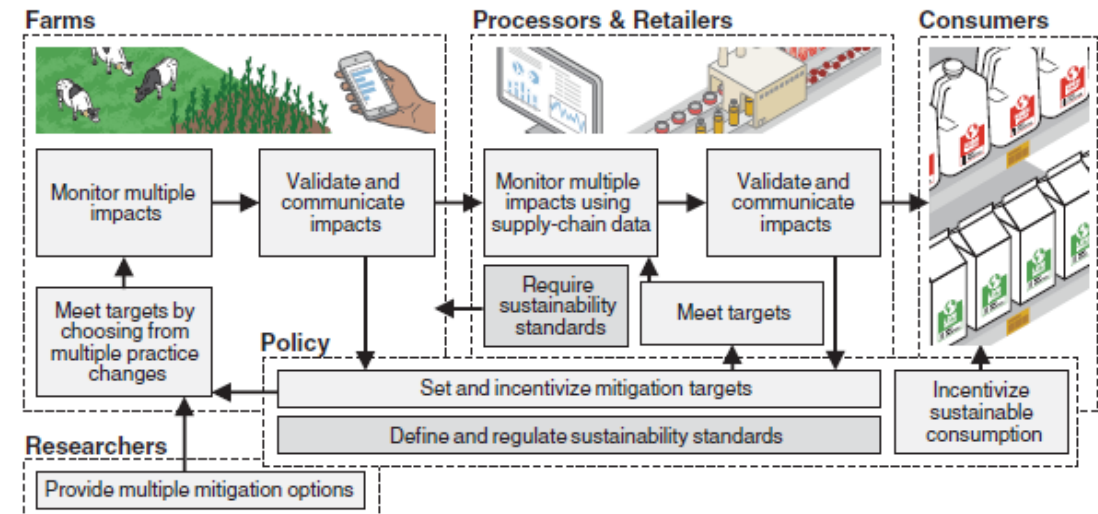 Farms
Processors & Retailers
Consumers
Monitor multiple
impacts
Validate and
communicate
impacts
Monitor multiple
impacts using
supply-chain data
Validate and
communicate
impacts
Meet targets by
choosing from
multiple practice
changes
Require
sustainability
standards
Meet targets
Policy
Set and incentivize mitigation targets
Define and regulate sustainability standards
Incentivize
sustainable
consumption
Researchers
Provide multiple mitigation options